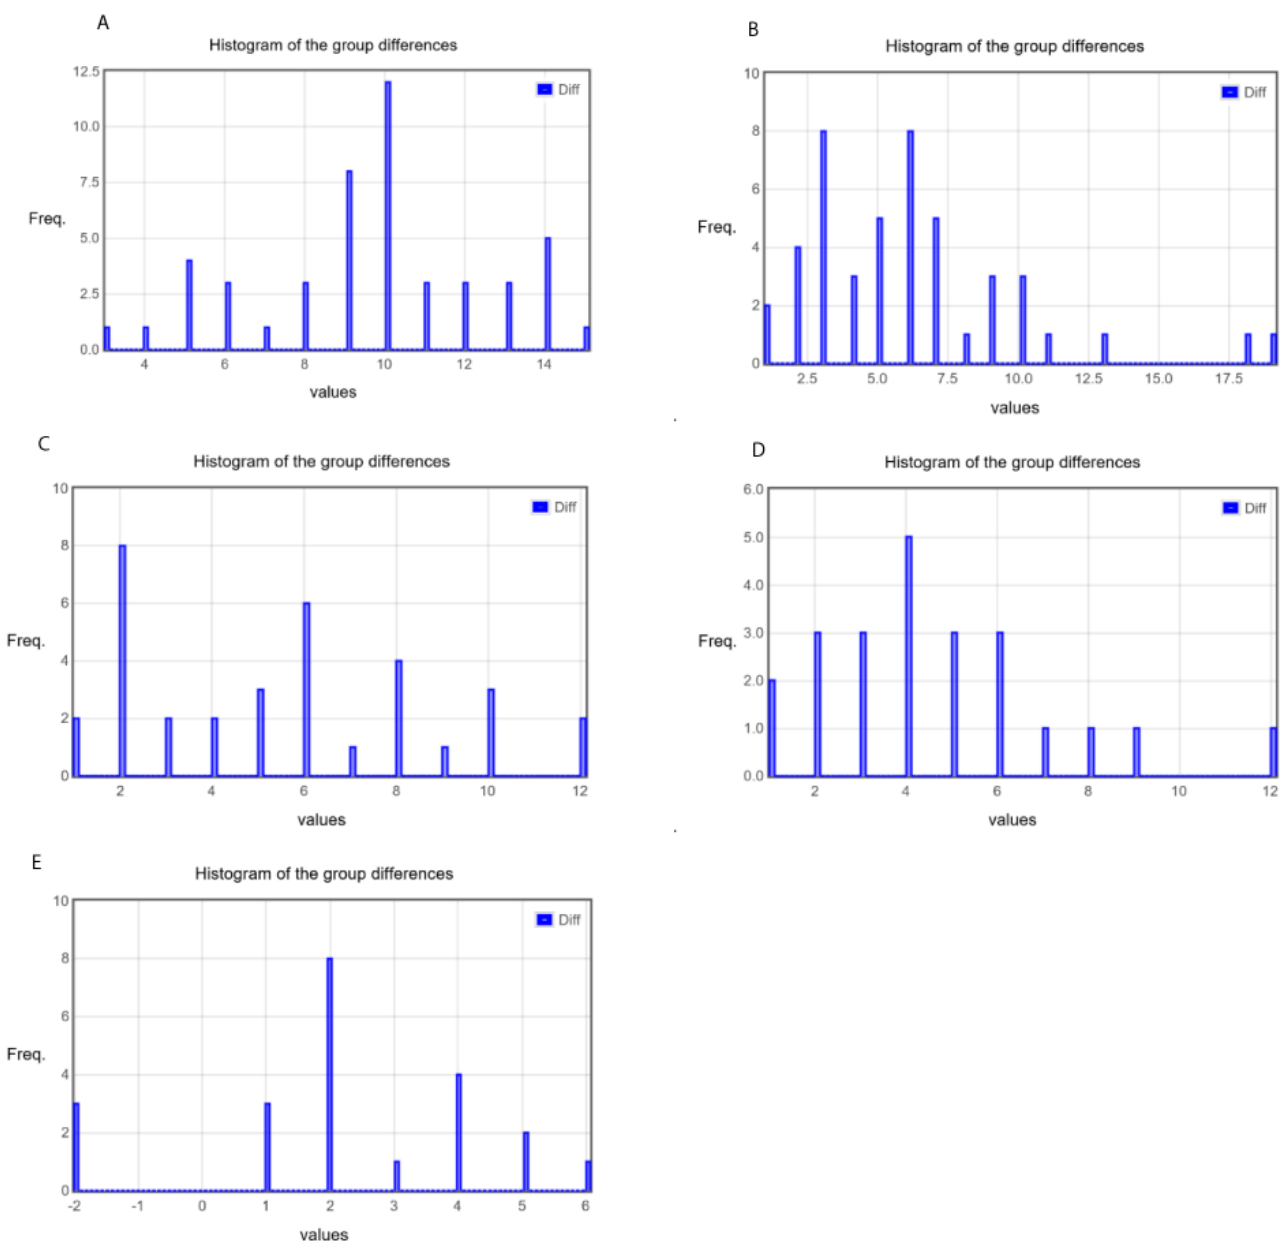 A
Histogram of the group differences
12.5
10.0
7.5
5.0
2.5
0.0
Freq.
Diff
4 6 8 10 12 14
values
B
Histogram of the group differences
10
8
6
4
2
0
Freq.
Diff
2.5 5.0 7.5 10.0 12.5 15.0 17.5
values
C
Histogram of the group differences
10
8
6
4
2
0
Freq.
Diff
2 4 6 8 10 12
values
D
Histogram of the group differences
6.0
5.0
4.0
3.0
2.0
1.0
0.0
Freq.
Diff
2 4 6 8 10 12
values
E
Histogram of the group differences
10
8
6
4
2
0
Freq.
Diff
-2 -1 0 1 2 3 4 5 6
values